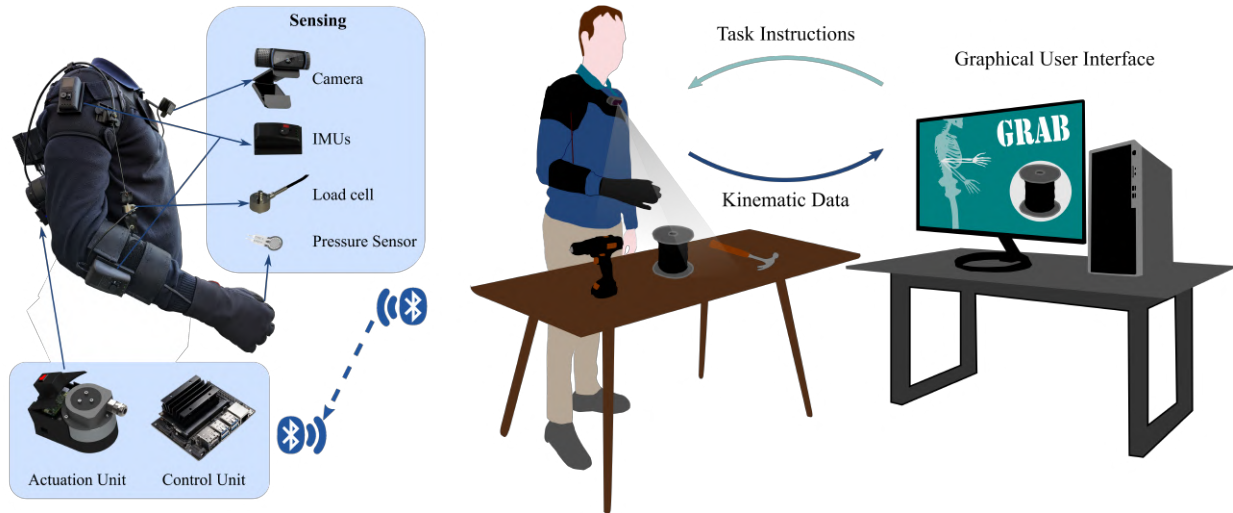 Sensing
Camera
IMUs
Load cell
Pressure Sensor
Actuation Unit
Control Unit
Task Instructions
Graphical User Interface
GRAB
Kinematic Data